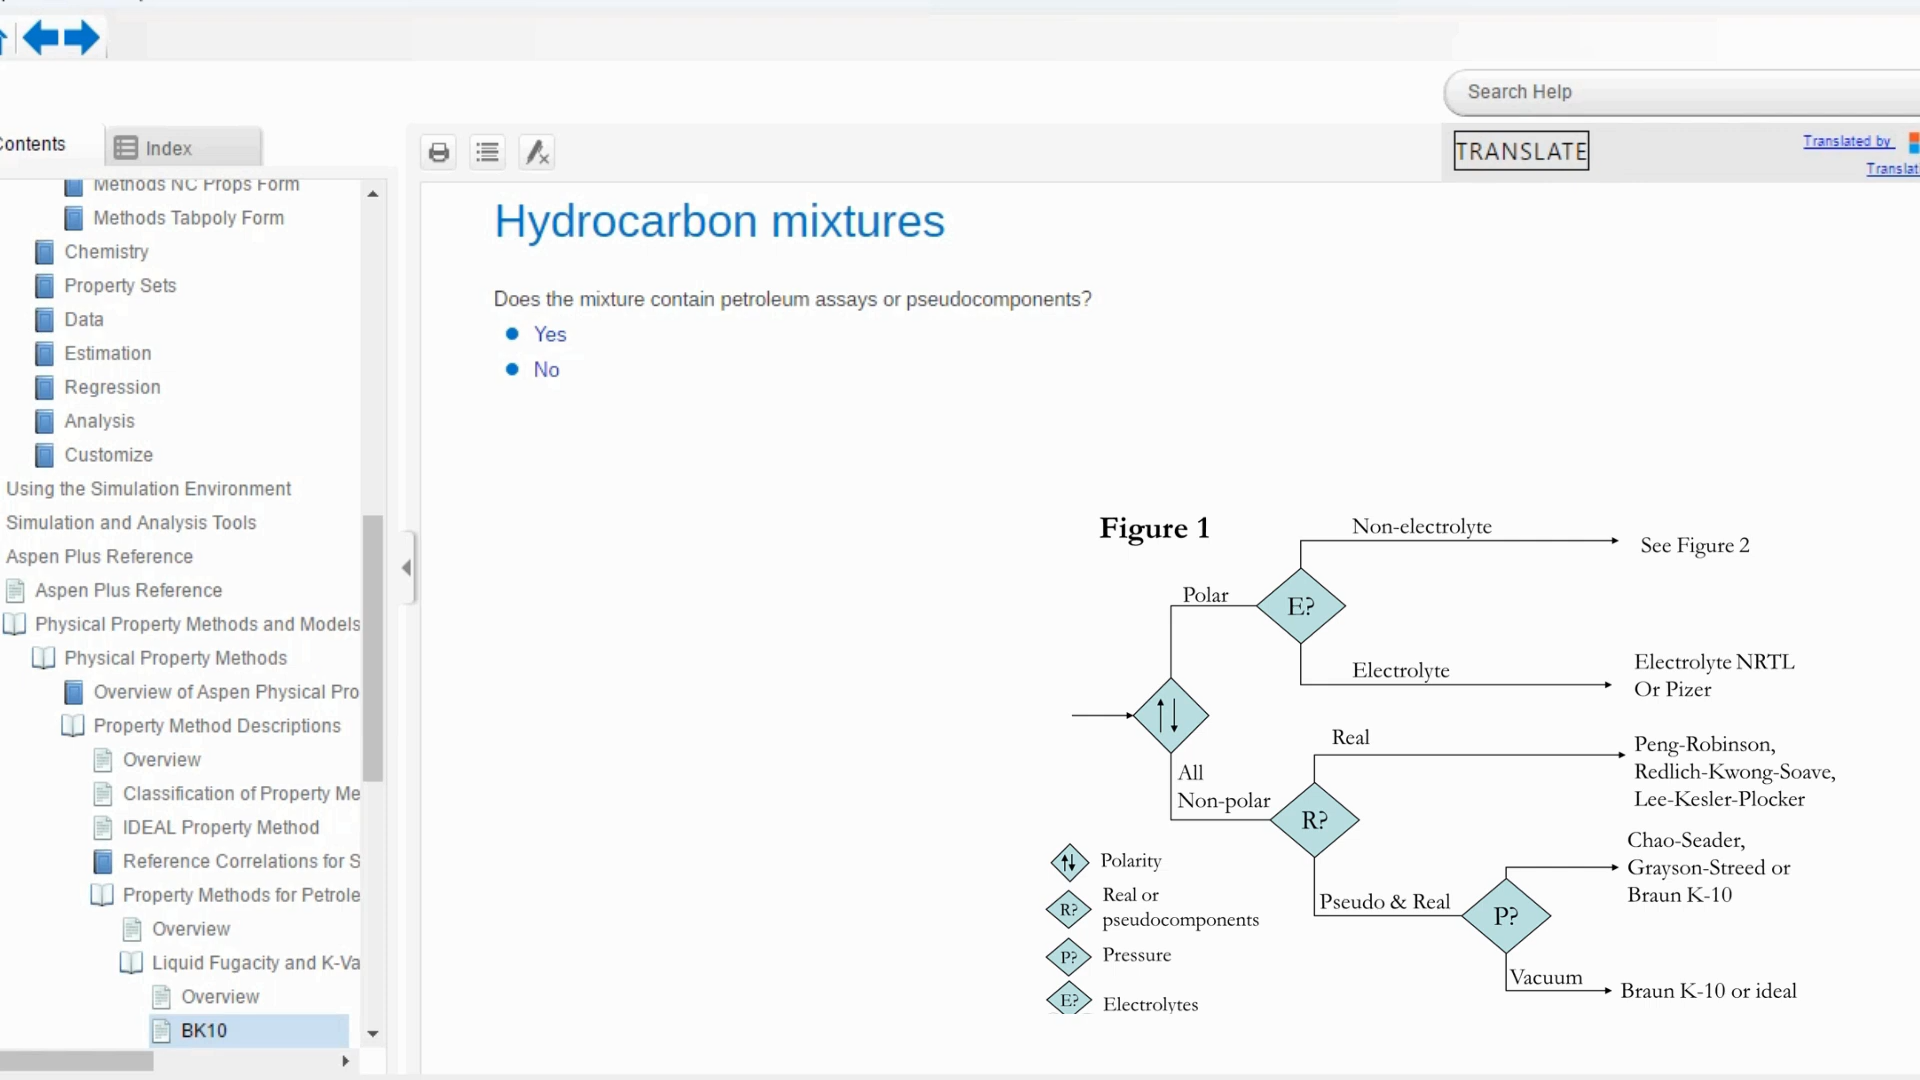 Search Help
Contents
Index
TRANSLATE
Translated by
Methods NC Props Form
Methods Tabpoly Form
Chemistry
Property Sets
Data
Estimation
Regression
Analysis
Customize
Using the Simulation Environment
Simulation and Analysis Tools
Aspen Plus Reference
Aspen Plus Reference
Physical Property Methods and Models
Physical Property Methods
Overview of Aspen Physical Pro
Property Method Descriptions
Overview
Classification of Property Me
IDEAL Property Method
Reference Correlations for S
Property Methods for Petrole
Overview
Liquid Fugacity and K-Va
Overview
BK10
Hydrocarbon mixtures
Does the mixture contain petroleum assays or pseudocomponents?
Yes
No
Figure 1
Non-electrolyte
See Figure 2
Polar
E?
Electrolyte
Electrolyte NRTL
Or Pizer
Real
Peng-Robinson,
Redlich-Kwong-Soave,
Lee-Kesler-Plocker
All
Non-polar
R?
Chao-Seader,
Grayson-Streed or
Braun K-10
Pseudo & Real
P?
Vacuum
Braun K-10 or ideal
Polarity
R?
Real or
pseudocomponents
P?
Pressure
E?
Electrolytes